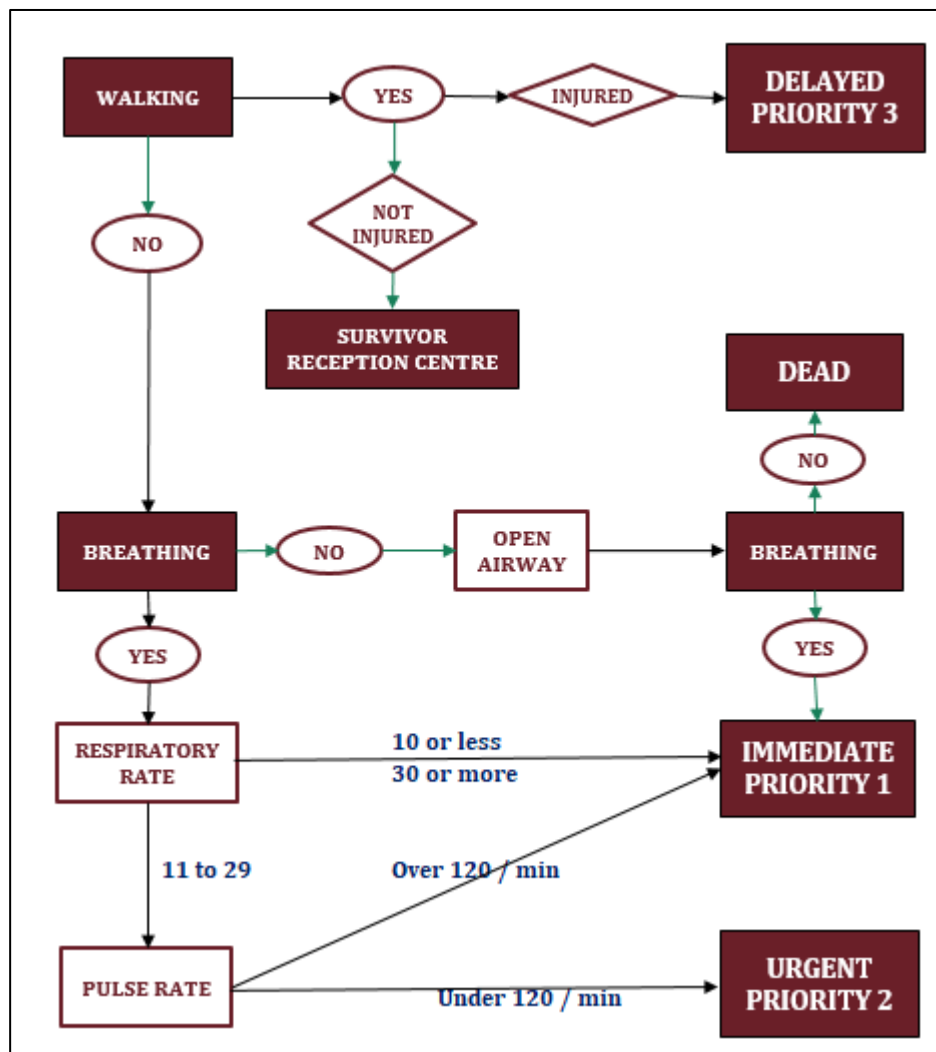 WALKING
YES
INJURED
DELAYED
PRIORITY 3
NO
NOT
INJURED
SURVIVOR
RECEPTION CENTRE
DEAD
NO
BREATHING
NO
OPEN
AIRWAY
BREATHING
YES
YES
RESPIRATORY
RATE
10 or less
30 or more
IMMEDIATE
PRIORITY 1
11 to 29
Over 120 / min
PULSE RATE
Under 120 / min
URGENT
PRIORITY 2